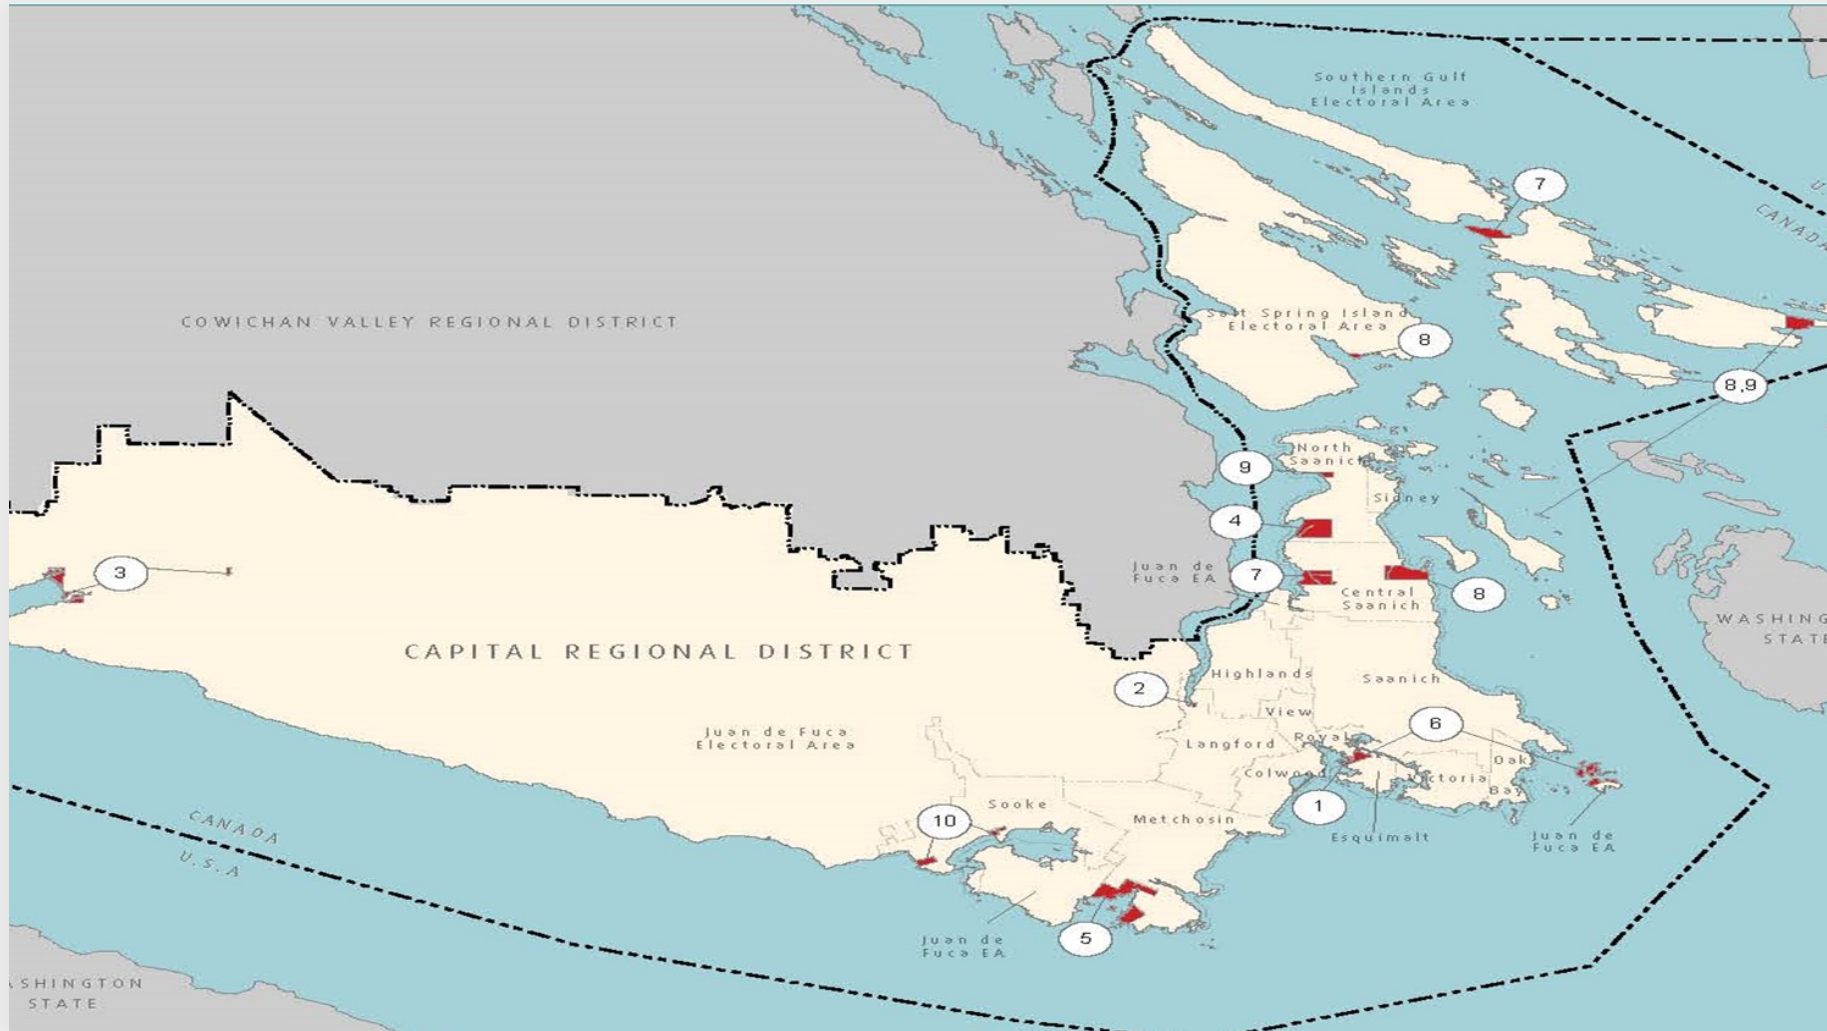 Southern Gulf
Islands
Electoral Area
7
CANADA
COWICHAN VALLEY REGIONAL DISTRICT
Salt Spring Island
Electoral Area
8
8,9
North
Saanich
9
Sidney
4
Juan de
Fuca EA
7
3
8
Central
Saanich
WASHING
STATE
CAPITAL REGIONAL DISTRICT
Highlands
Saanich
2
View
6
Juan de Fuca
Electoral Area
Langford
Royal
Oak
Bay
Colwood
Victoria
1
Sooke
10
Metchosin
Esquimalt
Juan de
Fuca EA
CANADA
U.S.A
5
Juan de
Fuca EA
ASHINGTON
STATE